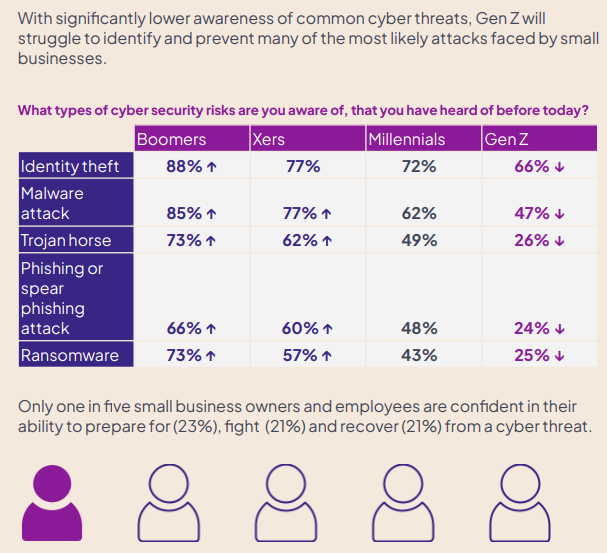 With significantly lower awareness of common cyber threats, Gen Z will
struggle to identify and prevent many of the most likely attacks faced by small
businesses.
What types of cyber security risks are you aware of, that you have heard of before today?
Boomers Xers Millennials Gen Z
Identity theft 88% ↑ 77% 72% 66% ↓
Malware
attack 85% ↑ 77% ↑ 62% 47% ↓
Trojan horse 73% ↑ 62% ↑ 49% 26% ↓
Phishing or
spear
phishing
attack 66% ↑ 60% ↑ 48% 24% ↓
Ransomware 73% ↑ 57% ↑ 43% 25% ↓
Only one in five small business owners and employees are confident in their
ability to prepare for (23%), fight (21%) and recover (21%) from a cyber threat.